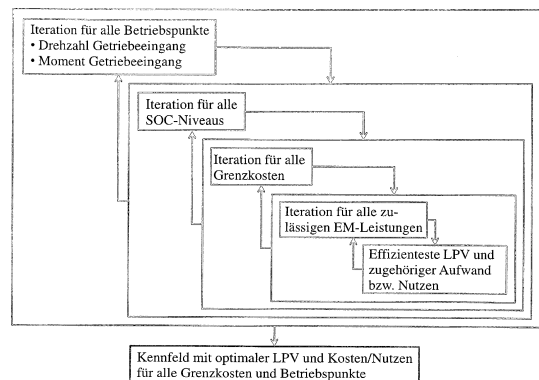 Iteration für alle Betriebspunkte
• Drehzahl Getriebeeingang
• Moment Getriebeeingang
Iteration für alle
SOC-Niveaus
Iteration für alle
Grenzkosten
Iteration für alle zu-
lässigen EM-Leistungen
Effizienteste LPV und
zugehöriger Aufwand
bzw. Nutzen
Kennfeld mit optimaler LPV und Kosten/Nutzen
für alle Grenzkosten und Betriebspunkte